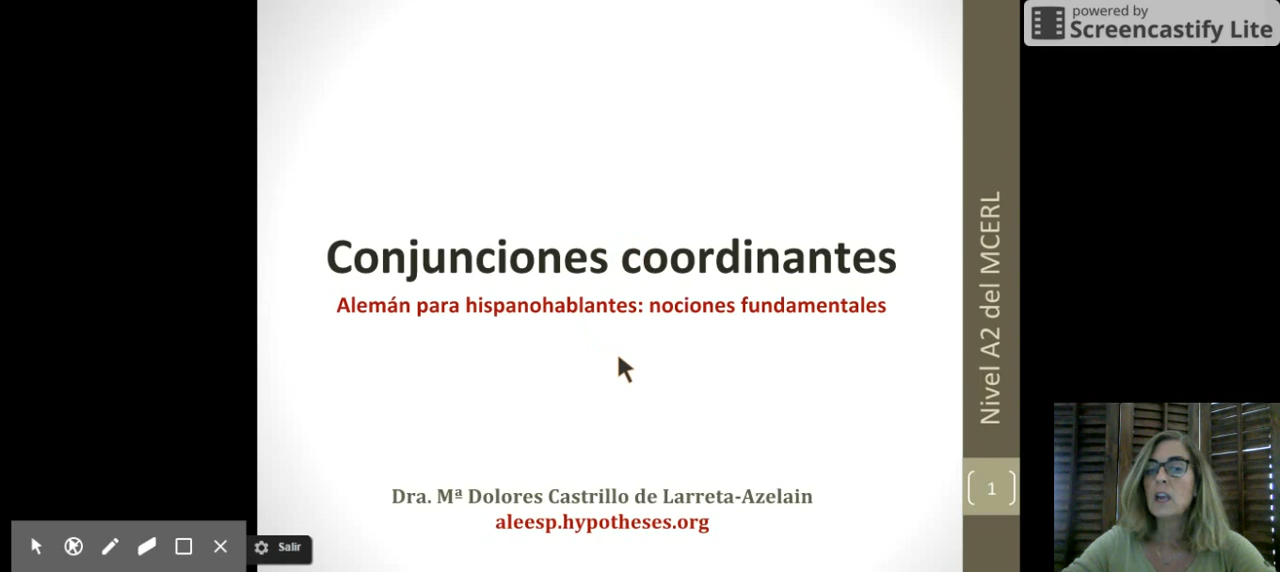 powered by
Screencastify Lite
Conjunciones coordinantes
Alemán para hispanohablantes: nociones fundamentales
Nivel A2 del MCERL
1
Dra. Mª Dolores Castrillo de Larreta-Azelain
aleesp.hypotheses.org
Salir